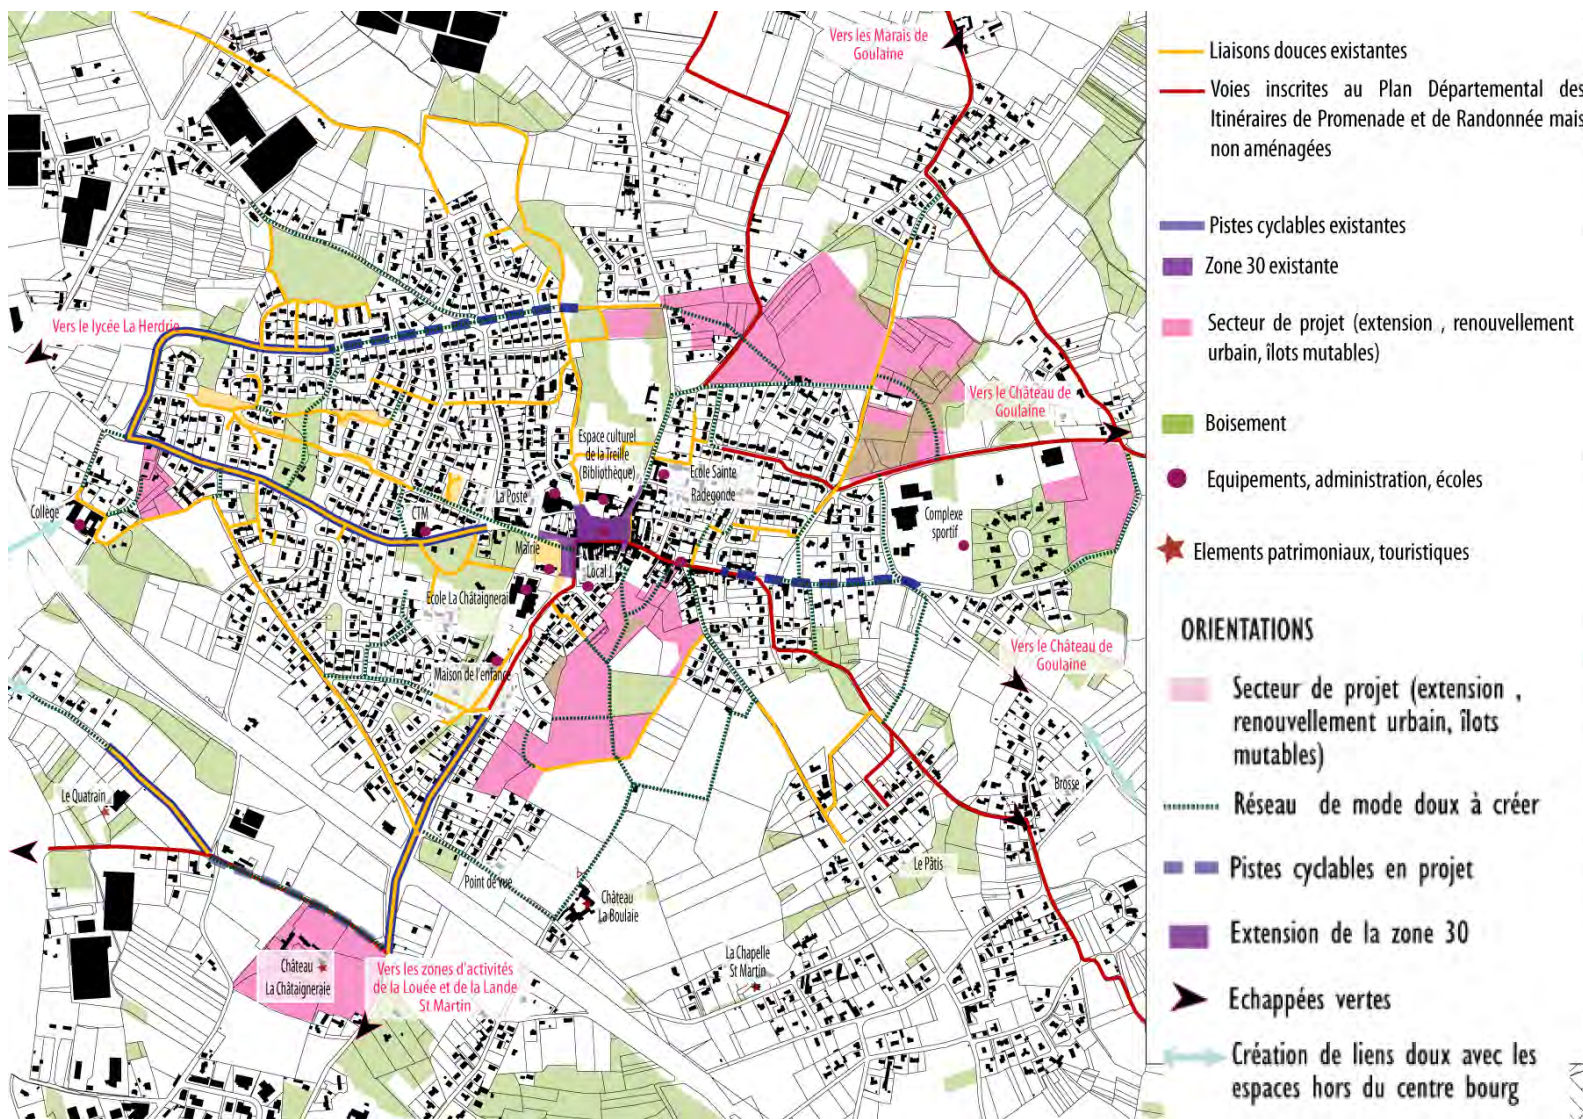 Vers les Marais de
Goulaine
Vers le lycée La Herdrie
Vers le Château de
Goulaine
Espace culturel
de la Treille
(Bibliothèque)
Ecole Sainte
Radegonde
La Poste
CTM
Collège
Mairie
Local J
Complexe
sportif
Ecole La Châtaigneraie
Maison de l'enfance
Vers le Château de
Goulaine
Le Quatrain
Brosse
Le Pâtis
Point de vue
Château
La Boulaie
La Chapelle
St Martin
Château
La Châtaigneraie
Vers les zones d'activités
de la Louée et de la Lande
St Martin
Liaisons douces existantes
Voies inscrites au Plan Départemental des
Itinéraires de Promenade et de Randonnée mais
non aménagées
Pistes cyclables existantes
Zone 30 existante
Secteur de projet (extension , renouvellement
urbain, îlots mutables)
Boisement
Equipements, administration, écoles
Elements patrimoniaux, touristiques
ORIENTATIONS
Secteur de projet (extension ,
renouvellement urbain, îlots
mutables)
Réseau de mode doux à créer
Pistes cyclables en projet
Extension de la zone 30
Echappées vertes
Création de liens doux avec les
espaces hors du centre bourg